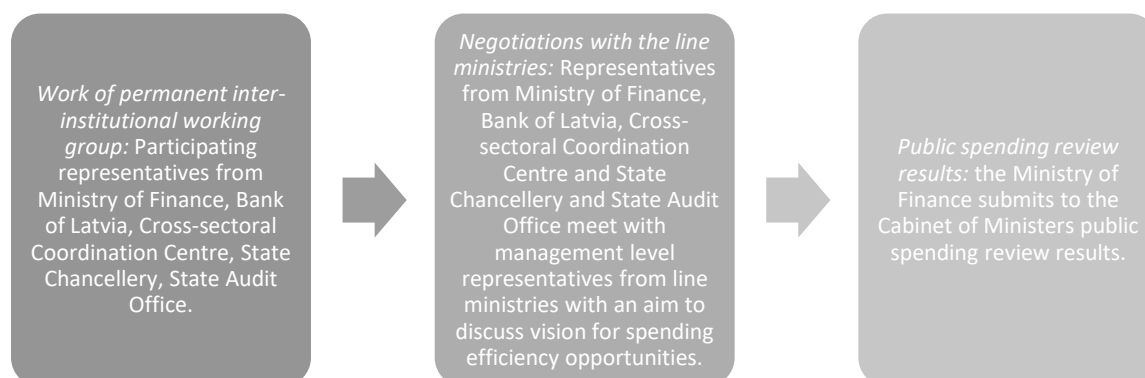 Work of permanent inter-
institutional working
group: Participating
representatives from
Ministry of Finance, Bank
of Latvia, Cross-sectoral
Coordination Centre, State
Chancellery, State Audit
Office.
Negotiations with the line
ministries: Representatives
from Ministry of Finance,
Bank of Latvia, Cross-
sectoral Coordination
Centre and State
Chancellery and State Audit
Office meet with
management level
representatives from line
ministries with an aim to
discuss vision for spending
efficiency opportunities.
Public spending review
results: the Ministry of
Finance submits to the
Cabinet of Ministers public
spending review results.